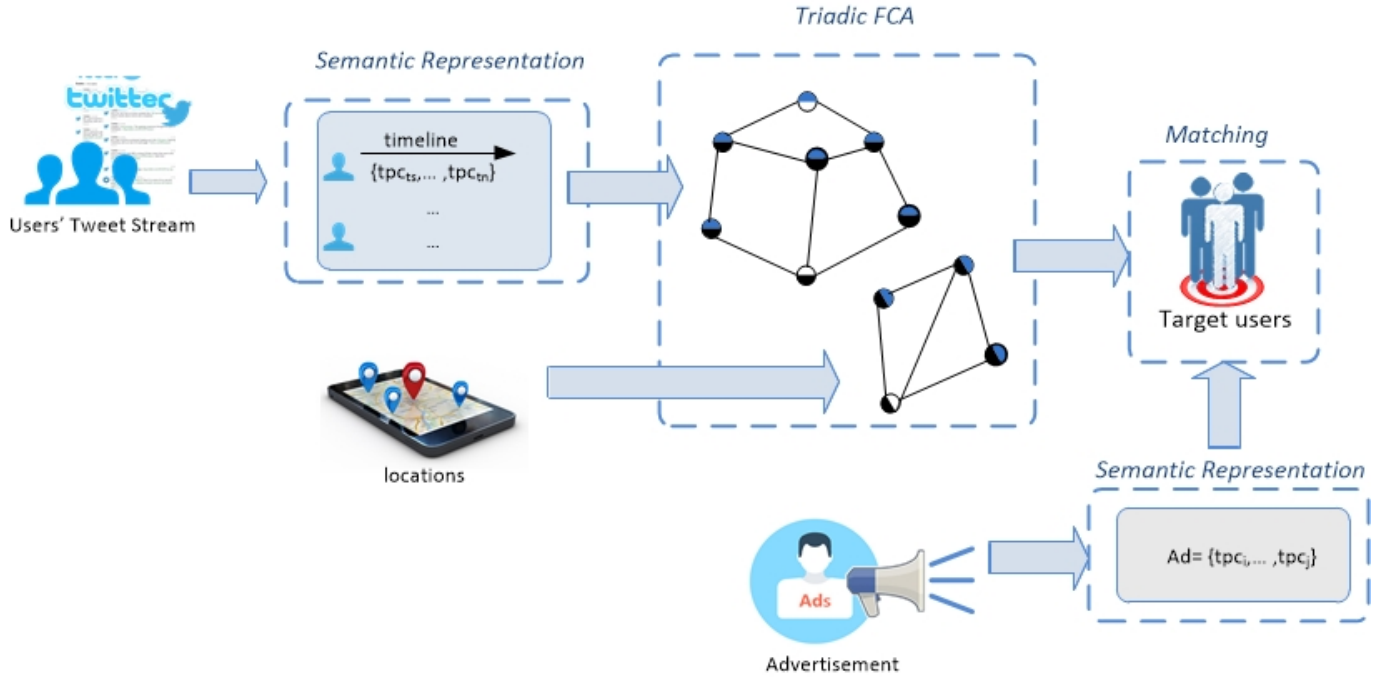 Triadic FCA
Semantic Representation
twitter
timeline
{tpcts,... ,tpctn}
...
...
Users' Tweet Stream
Matching
Target users
locations
Semantic Representation
Ad= {tpci,... ,tpcj}
Ads
Advertisement